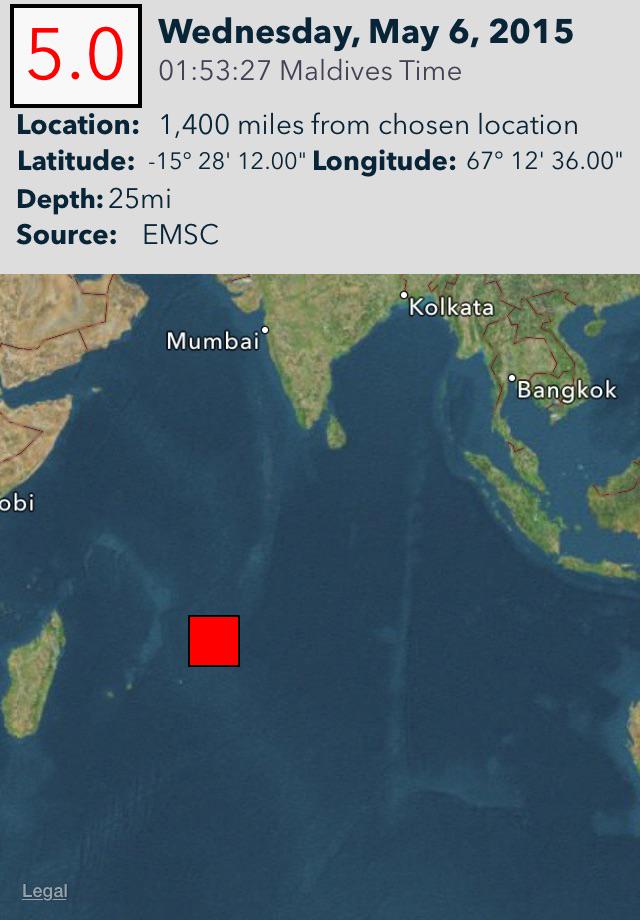 5.0
Wednesday, May 6, 2015
01:53:27 Maldives Time
Location: 1,400 miles from chosen location
Latitude: -15° 28' 12.00" Longitude: 67° 12' 36.00"
Depth: 25mi
Source: EMSC
Kolkata
Mumbai
Bangkok
obi
Legal